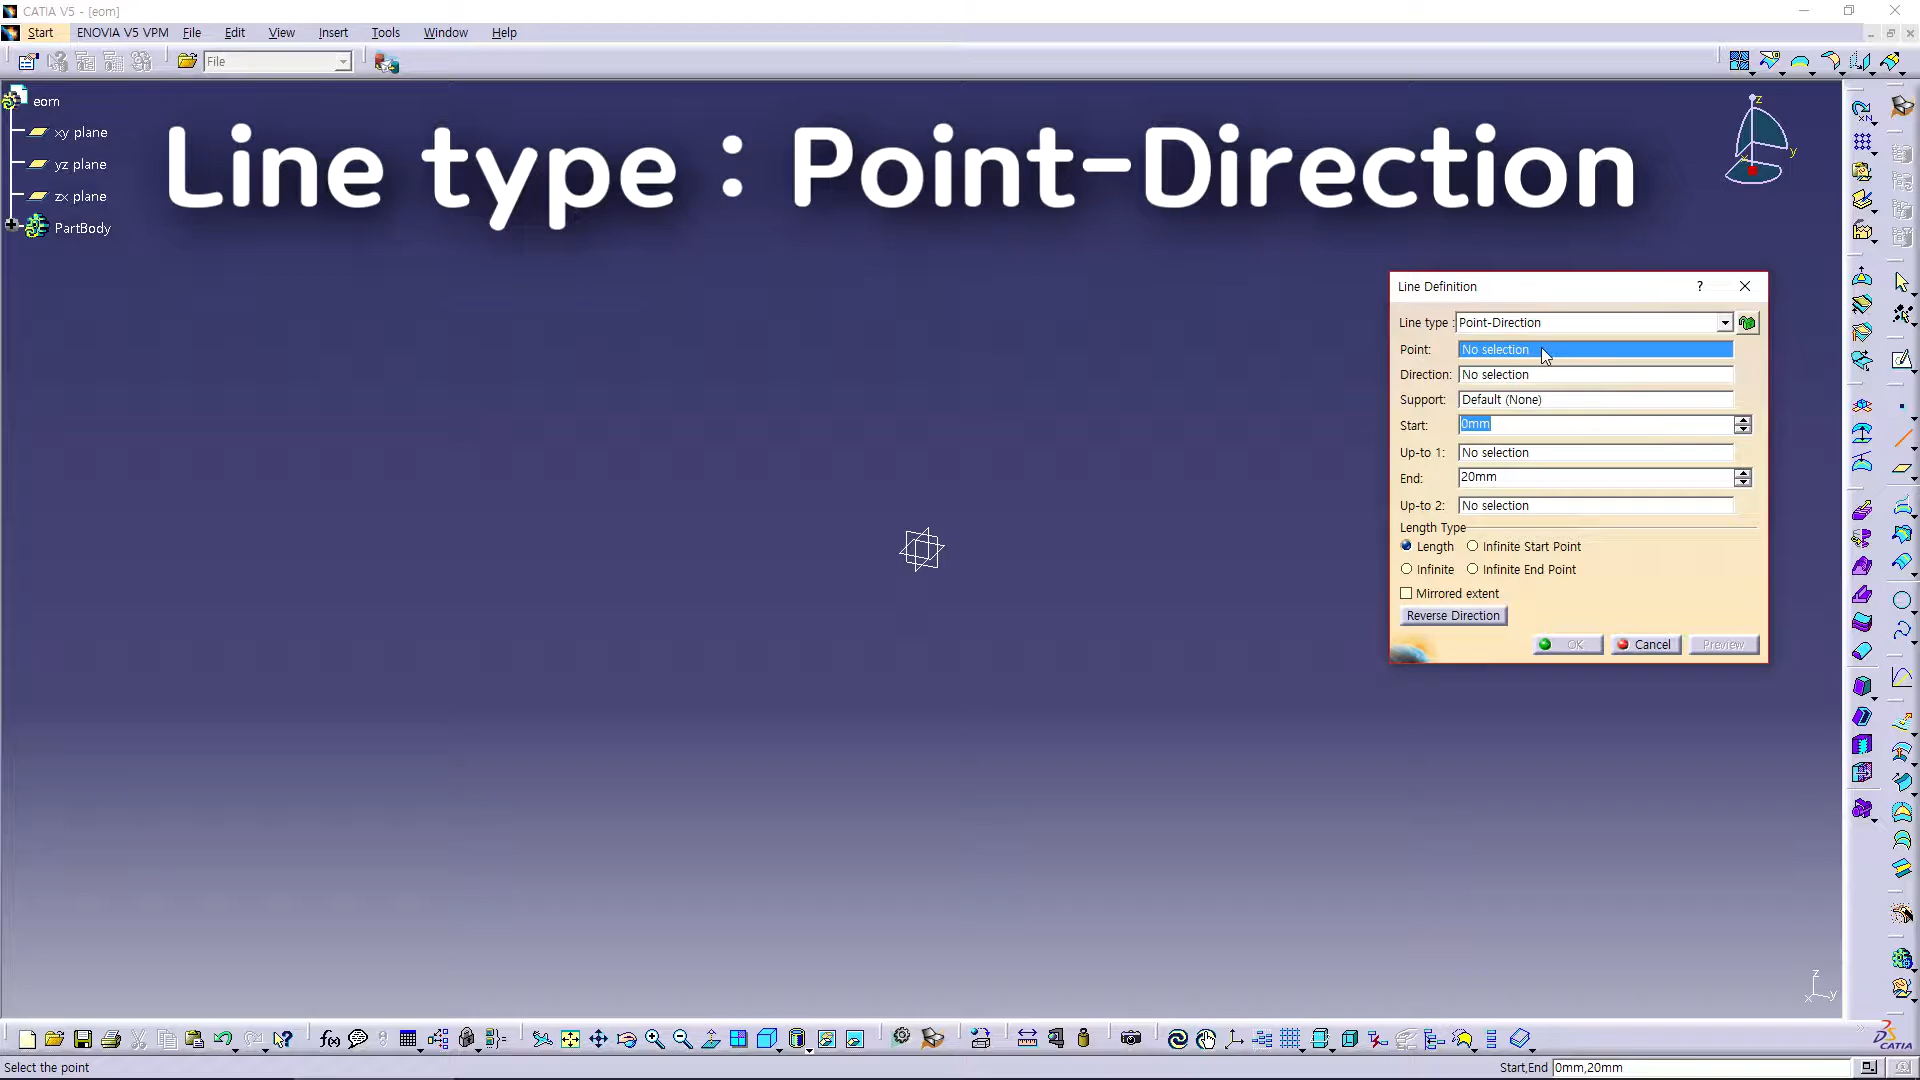 CATIA V5 - [eom]
Start ENOVIA V5 VPM File Edit View Insert Tools Window Help
File
eom
xy plane
yz plane
zx plane
PartBody
Line type : Point-Direction
z
y
x
Line Definition ?
Line type : Point-Direction
Point: No selection
Direction: No selection
Support: Default (None)
Start: 0mm
Up-to 1: No selection
End: 20mm
Up-to 2: No selection
Length Type
Length Infinite Start Point
Infinite Infinite End Point
Mirrored extent
Reverse Direction
OK Cancel Preview
z
x y
f(x)
CATIA
Select the point Start,End 0mm,20mm